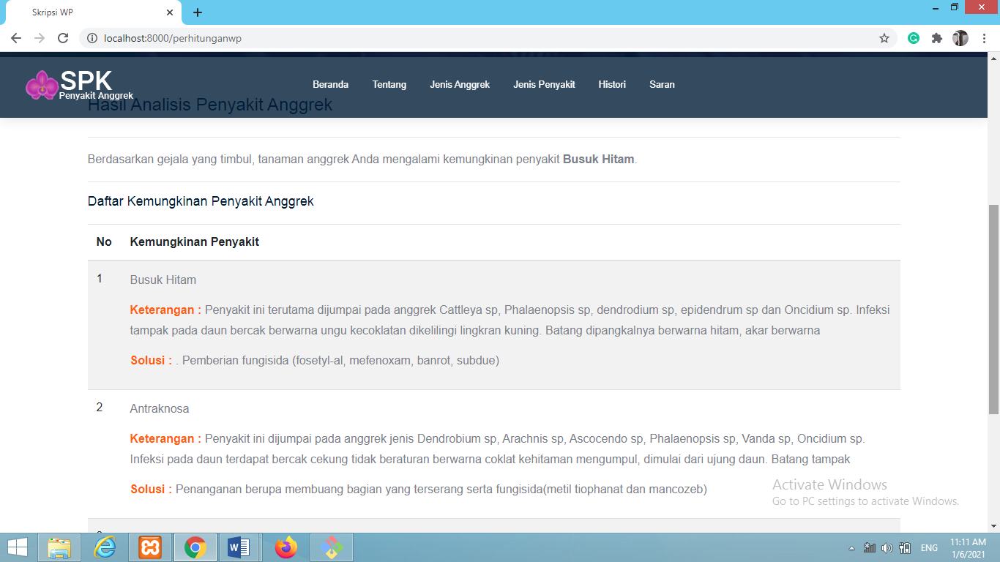 Skripsi WP
localhost:8000/perhitunganwp
SPK
Penyakit Anggrek
Beranda
Tentang
Jenis Anggrek
Jenis Penyakit
Histori
Saran
Hasil Analisis Penyakit Anggrek
Berdasarkan gejala yang timbul, tanaman anggrek Anda mengalami kemungkinan penyakit Busuk Hitam.
Daftar Kemungkinan Penyakit Anggrek
No Kemungkinan Penyakit
1 Busuk Hitam
Keterangan : Penyakit ini terutama dijumpai pada anggrek Cattleya sp, Phalaenopsis sp, dendrodium sp, epidendrum sp dan Oncidium sp. Infeksi
tampak pada daun bercak berwarna ungu kecoklatan dikelilingi lingkran kuning. Batang dipangkalnya berwarna hitam, akar berwarna
Solusi : . Pemberian fungisida (fosetyl-al, mefenoxam, banrot, subdue)
2 Antraknosa
Keterangan : Penyakit ini dijumpai pada anggrek jenis Dendrobium sp, Arachnis sp, Ascocendo sp, Phalaenopsis sp, Vanda sp, Oncidium sp.
Infeksi pada daun terdapat bercak cekung tidak beraturan berwarna coklat kehitaman mengumpul, dimulai dari ujung daun. Batang tampak
Solusi : Penanganan berupa membuang bagian yang terserang serta fungisida(metil tiophanat dan mancozeb)
Activate Windows
Go to PC settings to activate Windows.
ENG
11:11 AM
1/6/2021